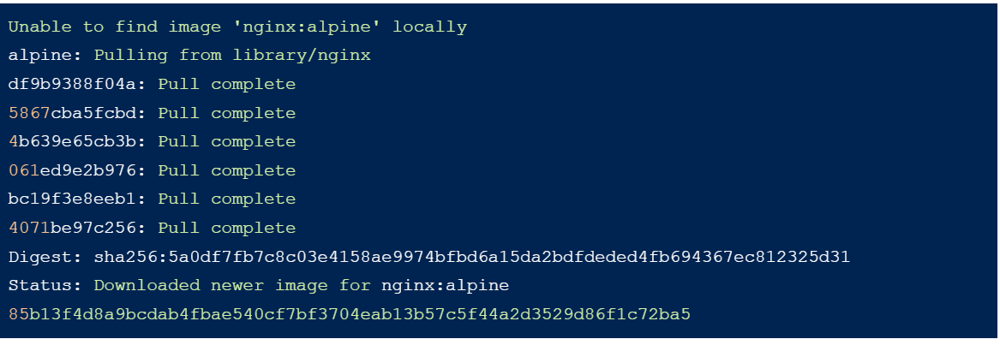 Unable to find image 'nginx:alpine' locally
alpine: Pulling from library/nginx
df9b9388f04a: Pull complete
5867cba5fcbd: Pull complete
4b639e65cb3b: Pull complete
061ed9e2b976: Pull complete
bc19f3e8eeb1: Pull complete
4071be97c256: Pull complete
Digest: sha256:5a0df7fb7c8c03e4158ae9974bfbd6a15da2bdfdeded4fb694367ec812325d31
Status: Downloaded newer image for nginx:alpine
85b13f4d8a9bcdab4fbae540cf7bf3704eab13b57c5f44a2d3529d86f1c72ba5